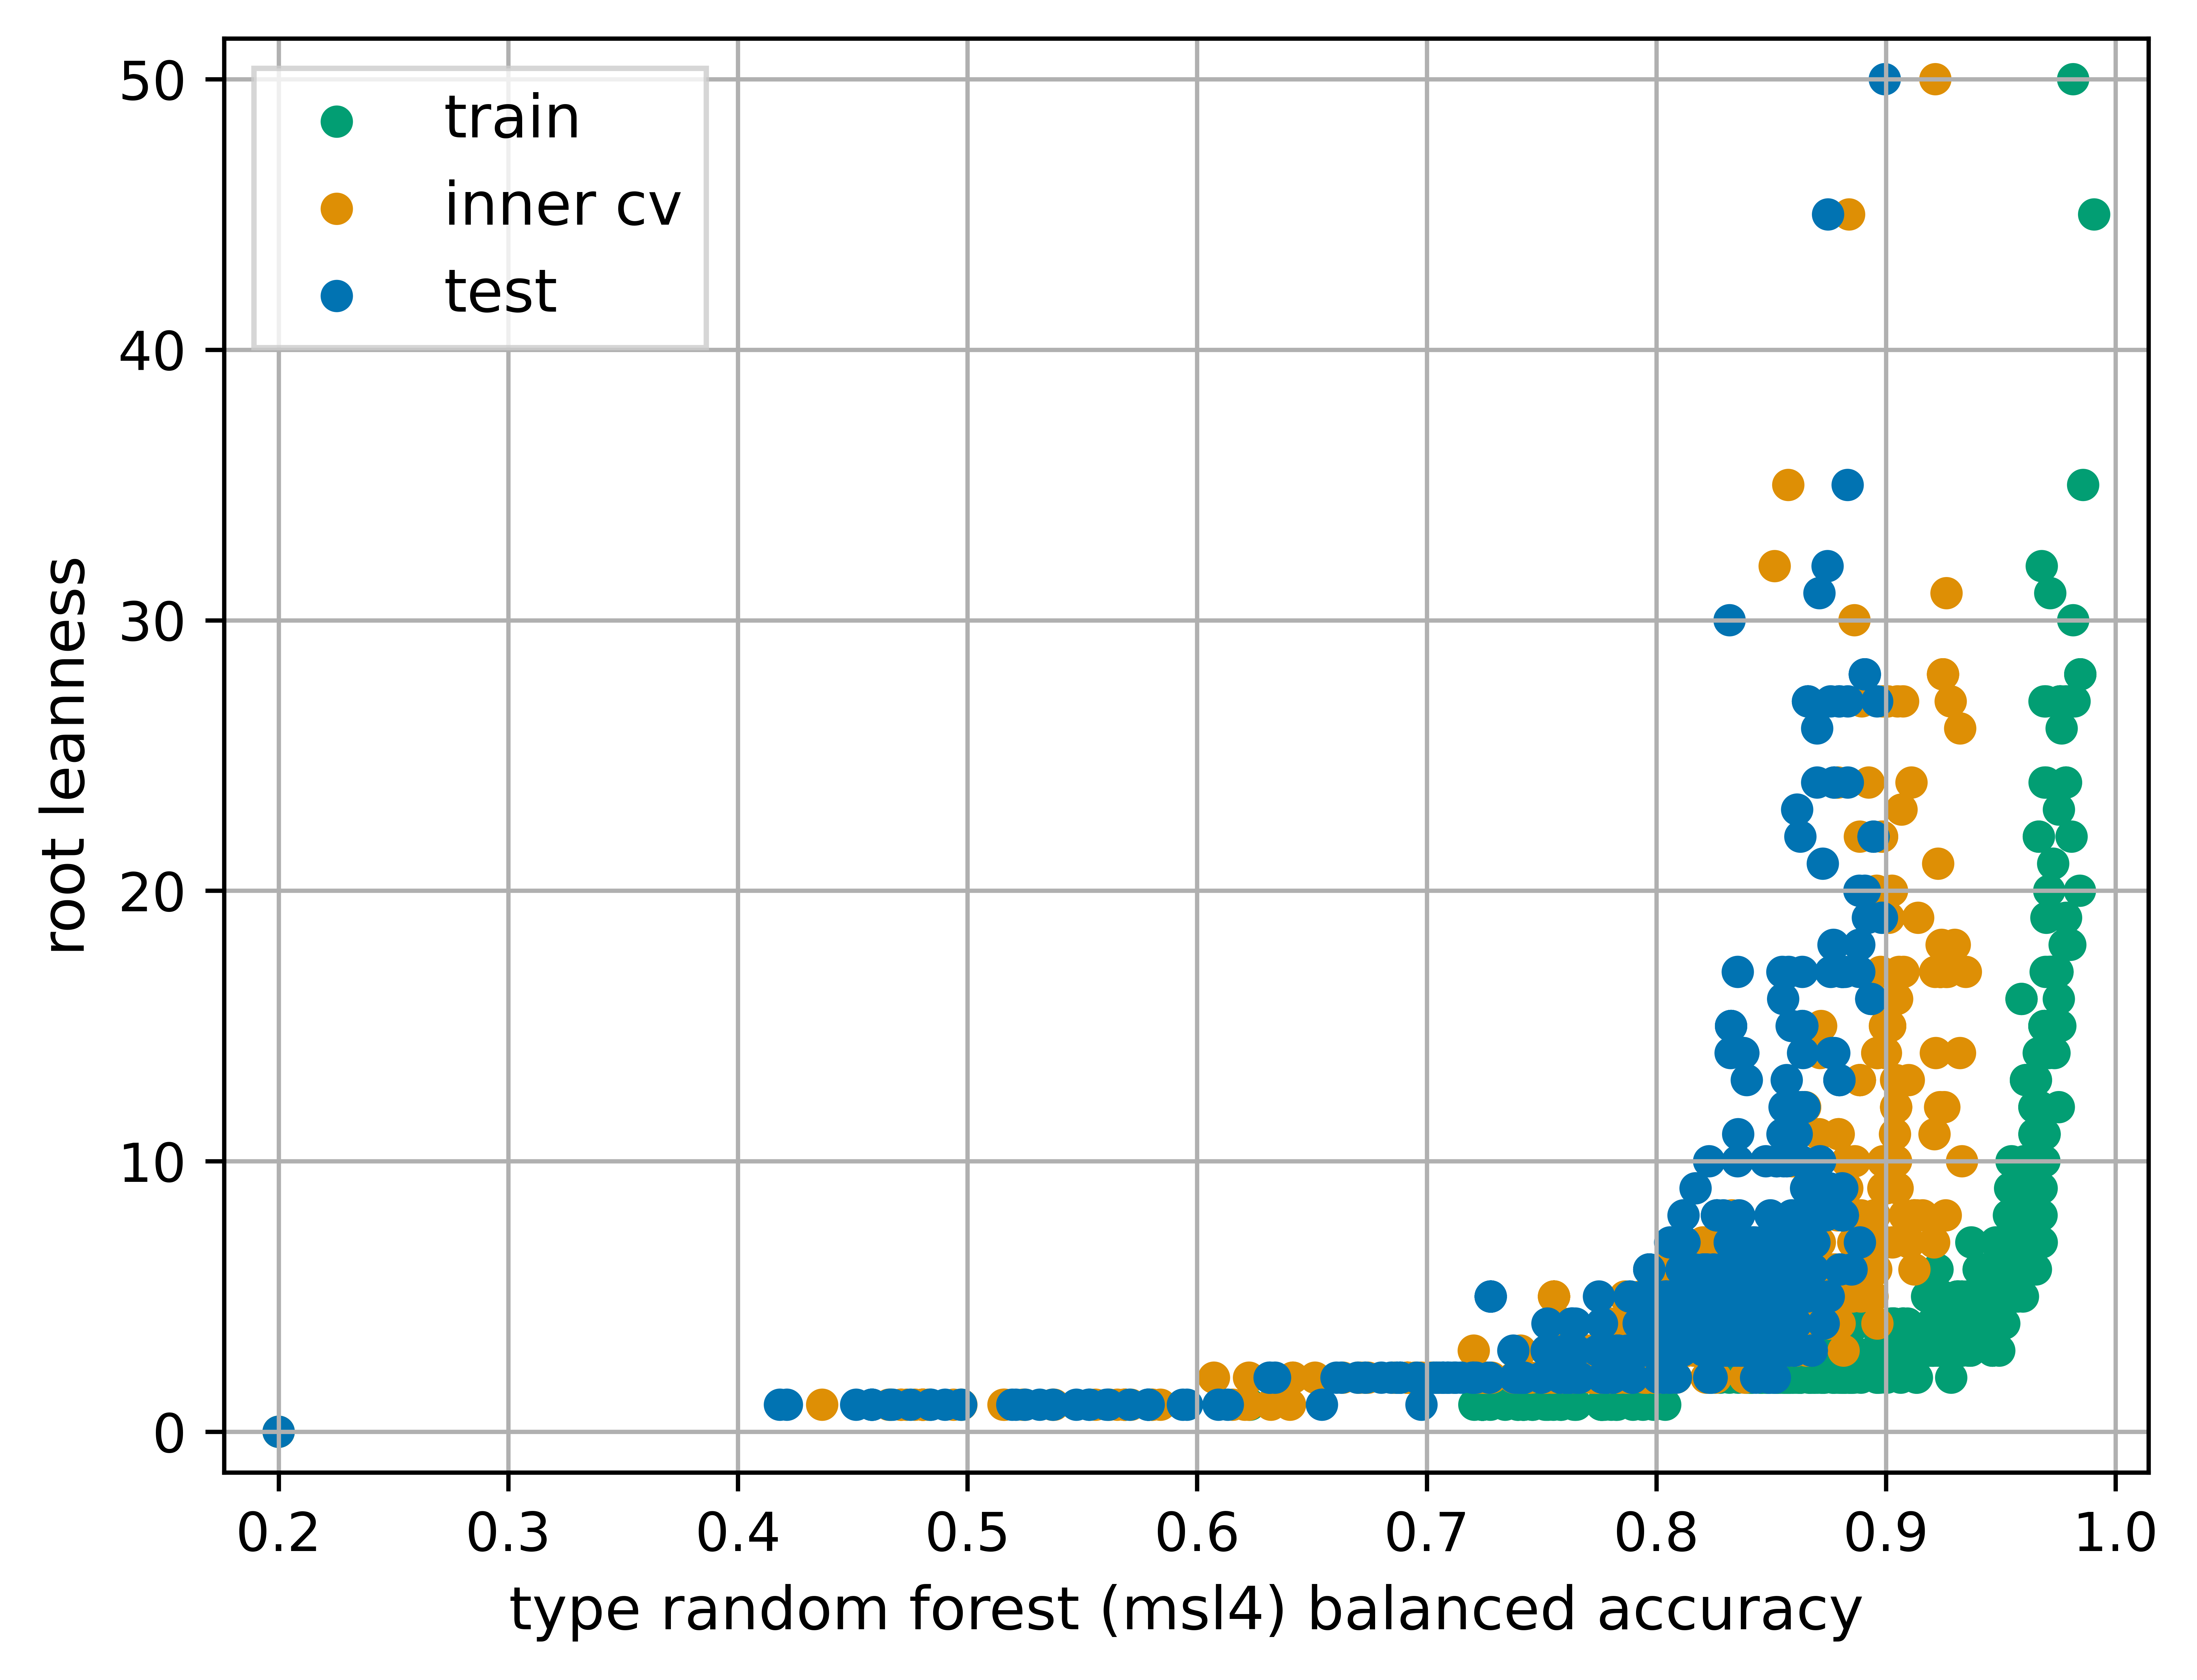 train
inner cv
test
50
40
30
20
10
0
root leanness
0.2 0.3 0.4 0.5 0.6 0.7 0.8 0.9 1.0
type random forest (msl4) balanced accuracy